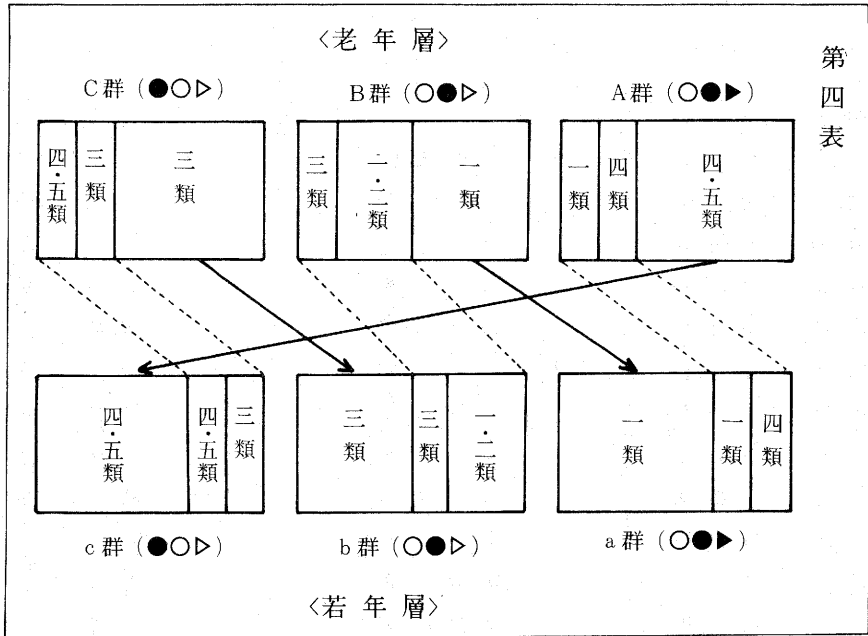 第四表
〈老年層〉
A群（○●▶）
四・五類
四類
一類
B群（○●▷）
一類
一・二類
三類
C群（●○▷）
三類
三類
四・五類
四類
一類
一類
a群（○●▶）
一・二類
三類
三類
b群（○●▷）
三類
四・五類
四・五類
c群（●○▷）
〈若年層〉